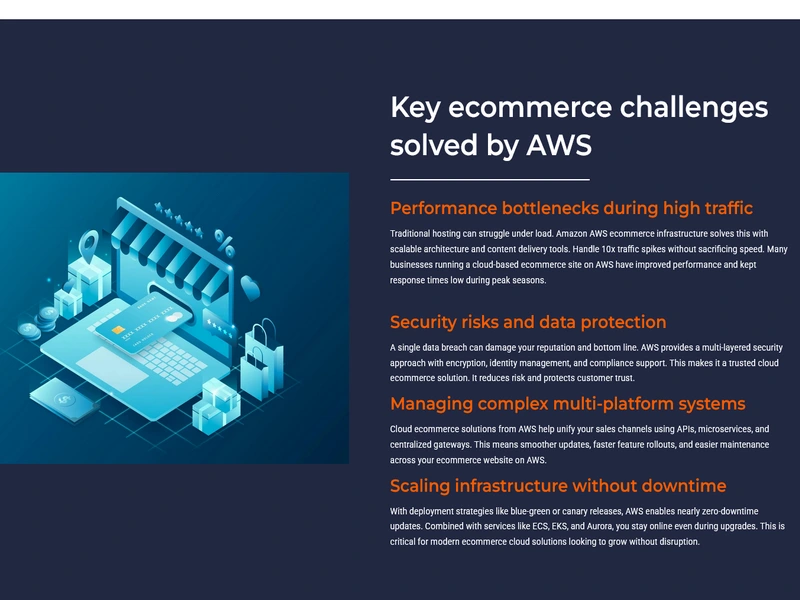 Key ecommerce challenges
solved by AWS
Performance bottlenecks during high traffic
Traditional hosting can struggle under load. Amazon AWS ecommerce infrastructure solves this with
scalable architecture and content delivery tools. Handle 10x traffic spikes without sacrificing speed. Many
businesses running a cloud-based ecommerce site on AWS have improved performance and kept
response times low during peak seasons.
Security risks and data protection
A single data breach can damage your reputation and bottom line. AWS provides a multi-layered security
approach with encryption, identity management, and compliance support. This makes it a trusted cloud
ecommerce solution. It reduces risk and protects customer trust.
Managing complex multi-platform systems
Cloud ecommerce solutions from AWS help unify your sales channels using APIs, microservices, and
centralized gateways. This means smoother updates, faster feature rollouts, and easier maintenance
across your ecommerce website on AWS.
Scaling infrastructure without downtime
With deployment strategies like blue-green or canary releases, AWS enables nearly zero-downtime
updates. Combined with services like ECS, EKS, and Aurora, you stay online even during upgrades. This is
critical for modern ecommerce cloud solutions looking to grow without disruption.